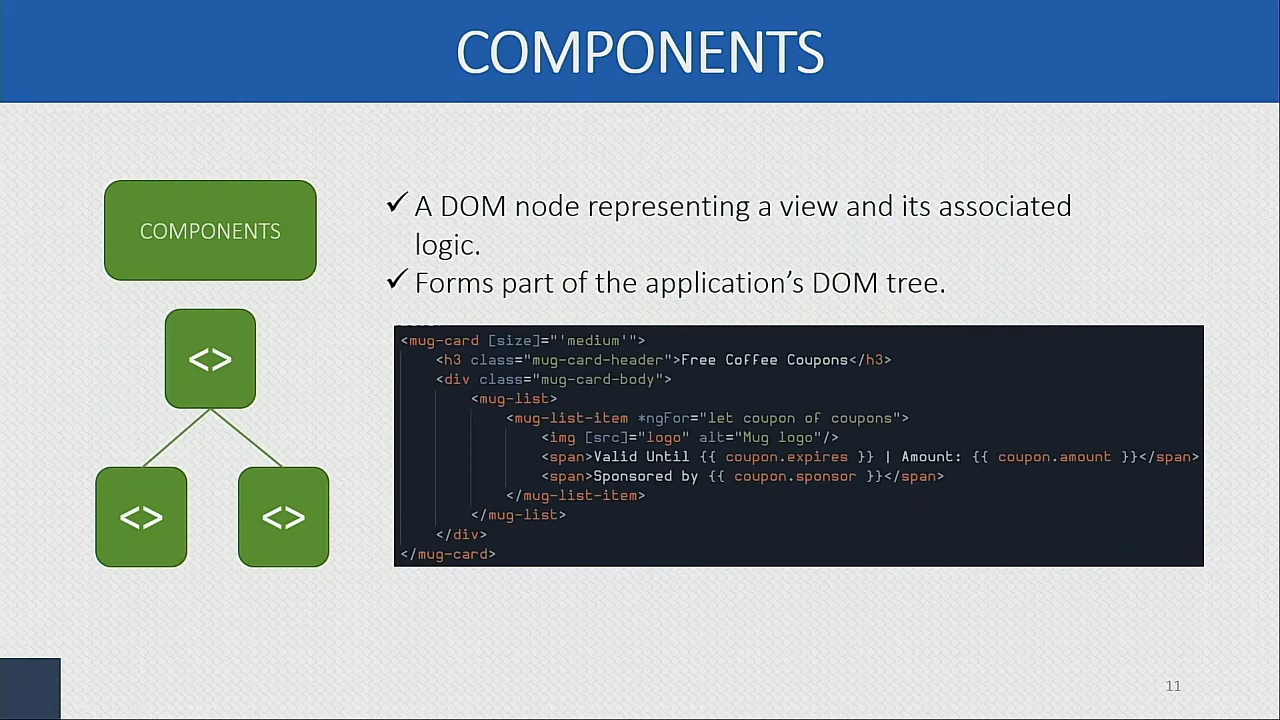 COMPONENTS
COMPONENTS
<>
<>
<>
✓ A DOM node representing a view and its associated
logic.
✓ Forms part of the application’s DOM tree.
<mug-card [size]="'medium'">
<h3 class="mug-card-header">Free Coffee Coupons</h3>
<div class="mug-card-body">
<mug-list>
<mug-list-item *ngFor="let coupon of coupons">
<img [src]="logo" alt="Mug logo"/>
<span>Valid Until {{ coupon.expires }} | Amount: {{ coupon.amount }}</span>
<span>Sponsored by {{ coupon.sponsor }}</span>
</mug-list-item>
</mug-list>
</div>
</mug-card>
11